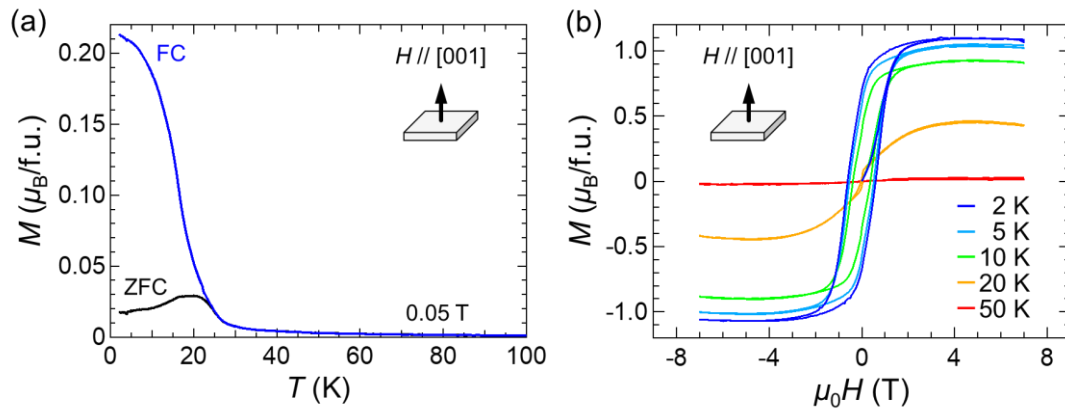 (a)
0.20
0.15
0.10
0.05
0
M (μB/f.u.)
FC
ZFC
H // [001]
0.05 T
0 20 40 60 80 100
T (K)
(b)
1.0
0.5
0
-0.5
-1.0
M (μB/f.u.)
H // [001]
2 K
5 K
10 K
20 K
50 K
-8 -4 0 4 8
μ0H (T)